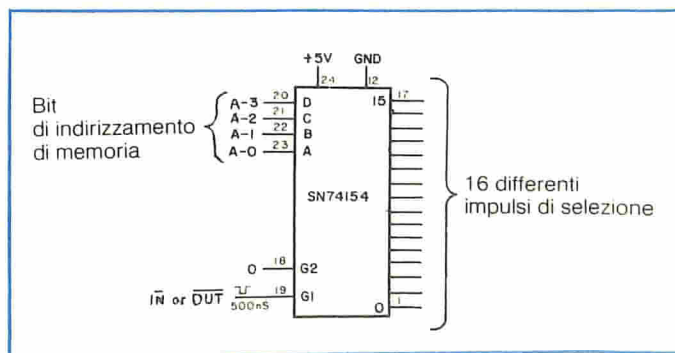 +5V GND
24 12
Bit
di indirizzamento
di memoria
A-3 20 D 15 17
A-2 21 C
A-1 22 B
A-0 23 A
SN74154
16 differenti
impulsi di selezione
0 18 G2
IN or OUT 19 G1 0 1
500nS